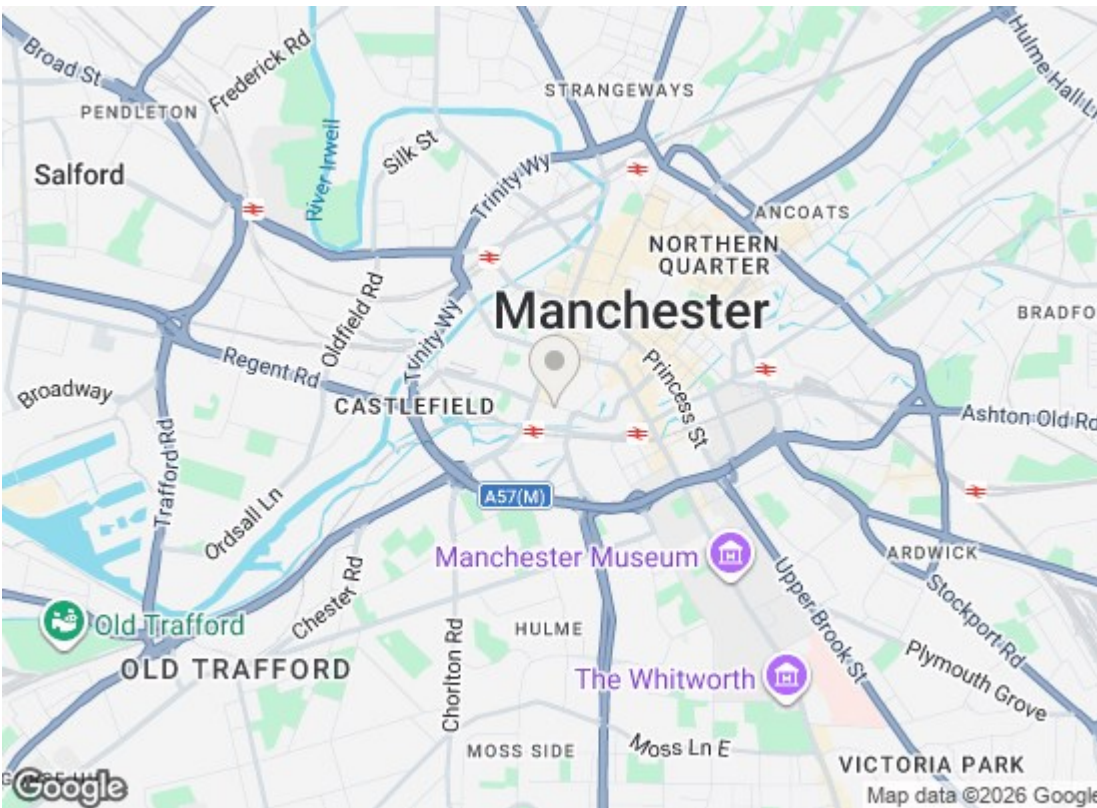 Broad St
Frederick Rd
STRANGEWAYS
Hulme Hall Ln
PENDLETON
Silk St
Salford
River Irwell
Trinity Wy
ANCOATS
NORTHERN
QUARTER
Oldfield Rd
Manchester
BRADFO
Trinity Wy
Regent Rd
Princess St
Broadway
CASTLEFIELD
Ashton Old Rd
Trafford Rd
A57(M)
Ordsall Ln
Manchester Museum
ARDWICK
Chester Rd
Upper Brook St
Stockport Rd
Old Trafford
HULME
OLD TRAFFORD
Chorlton Rd
The Whitworth
Plymouth Grove
MOSS SIDE
Moss Ln E
VICTORIA PARK
Google
Map data ©2026 Google